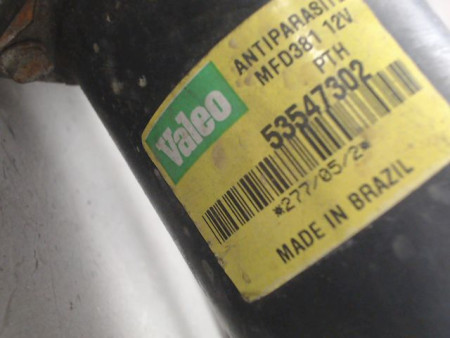 Valeo
ANTIPARASITE
MFD381 12V
PTH
53547302
*277/05/2*
MADE IN BRAZIL